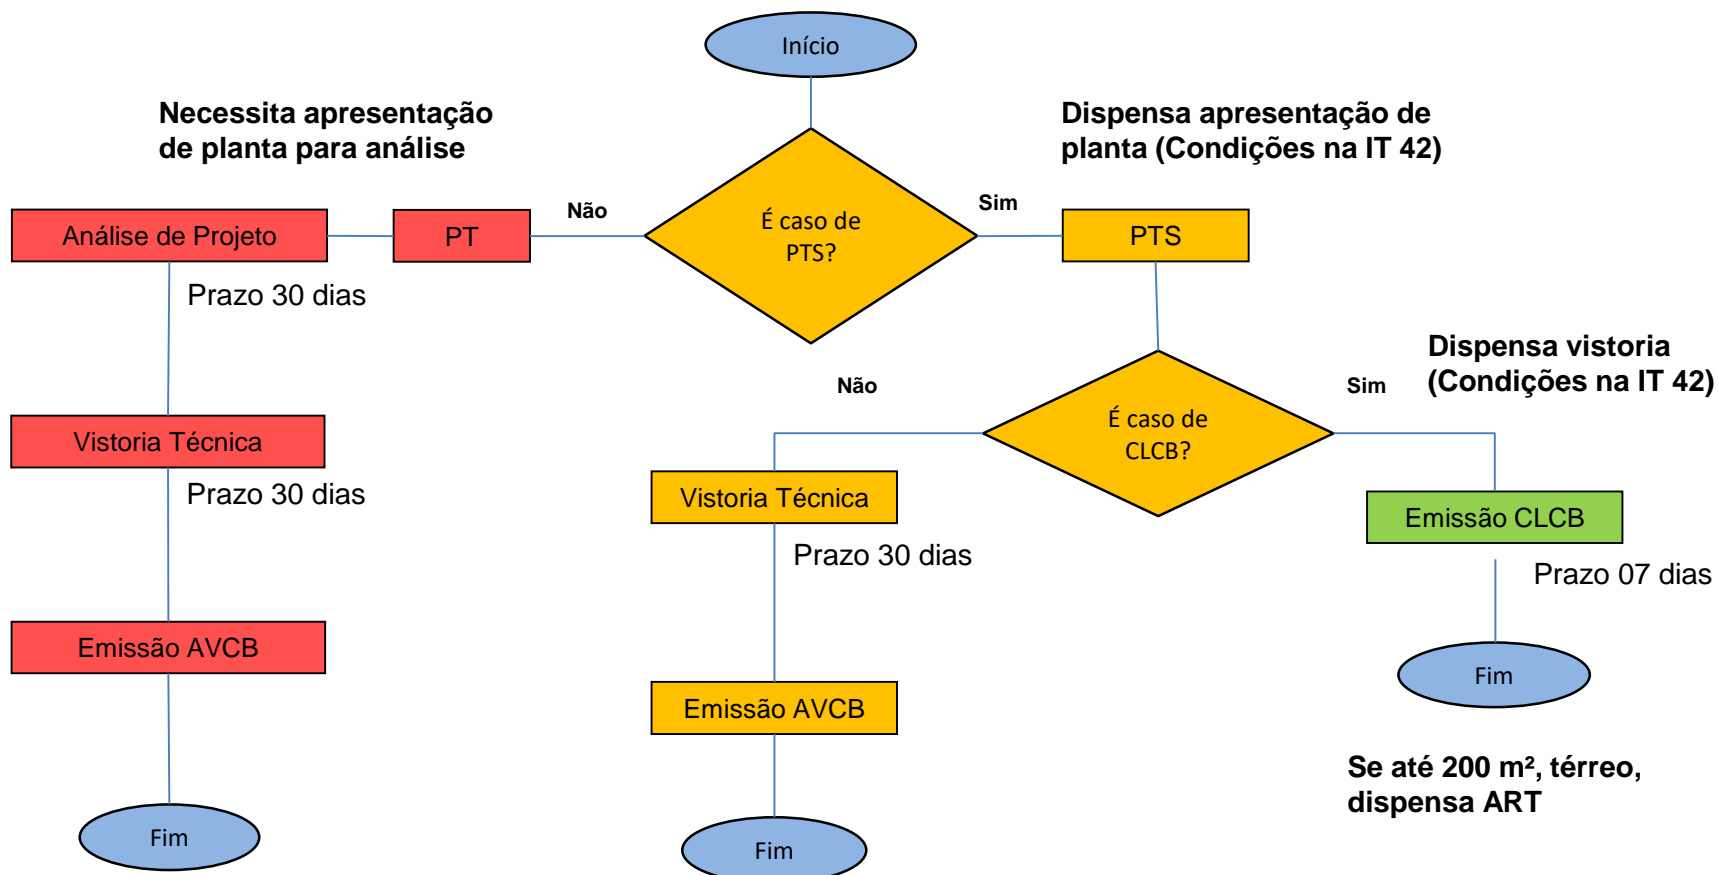 Início
Necessita apresentação
de planta para análise
Dispensa apresentação de
planta (Condições na IT 42)
Não
Sim
É caso de
PTS?
Análise de Projeto
PT
PTS
Prazo 30 dias
Dispensa vistoria
(Condições na IT 42)
Não
Sim
É caso de
CLCB?
Vistoria Técnica
Prazo 30 dias
Vistoria Técnica
Prazo 30 dias
Emissão CLCB
Prazo 07 dias
Emissão AVCB
Emissão AVCB
Fim
Se até 200 m², térreo,
dispensa ART
Fim
Fim